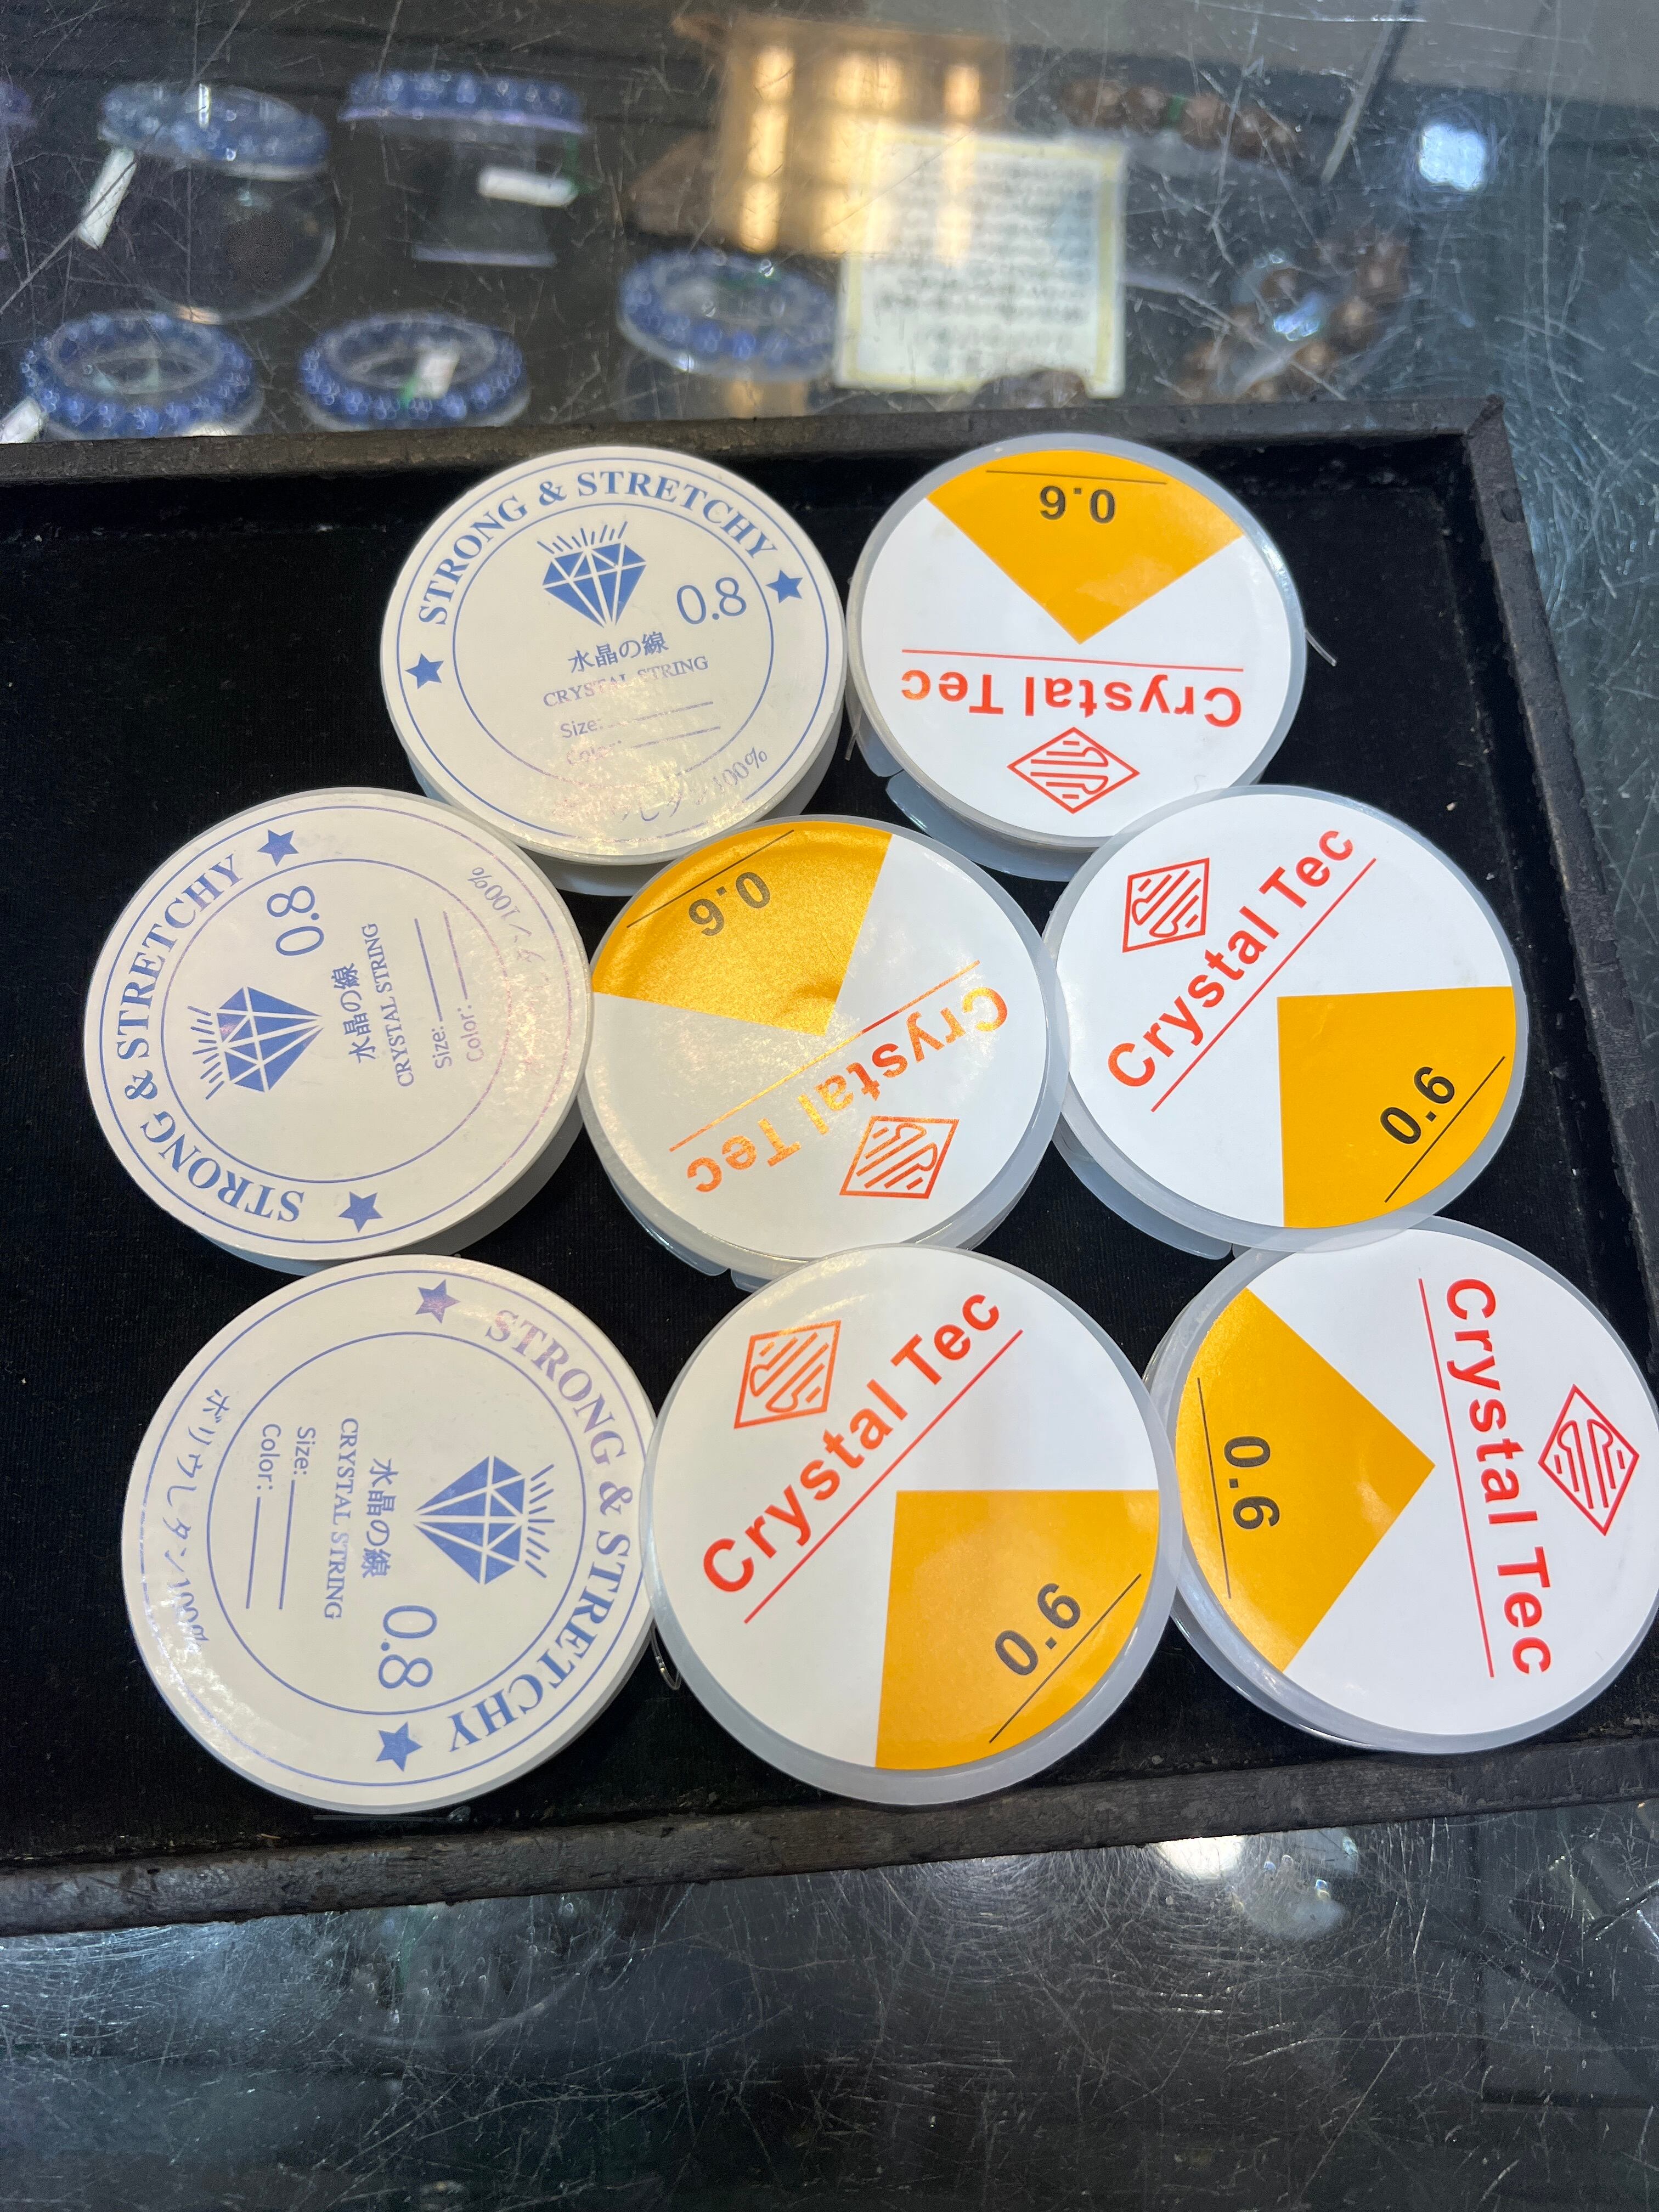 STRONG & STRETCHY
0.8
水晶の線
CRYSTAL STRING
Size:
Color:
100%
0.6
Crystal Tec
STRONG & STRETCHY
0.8
水晶の線
CRYSTAL STRING
Size:
Color:
100%
0.6
Crystal Tec
Crystal Tec
0.6
STRONG & STRETCHY
0.8
水晶の線
CRYSTAL STRING
Size:
Color:
ポリウレタン100%
Crystal Tec
0.6
Crystal Tec
0.6